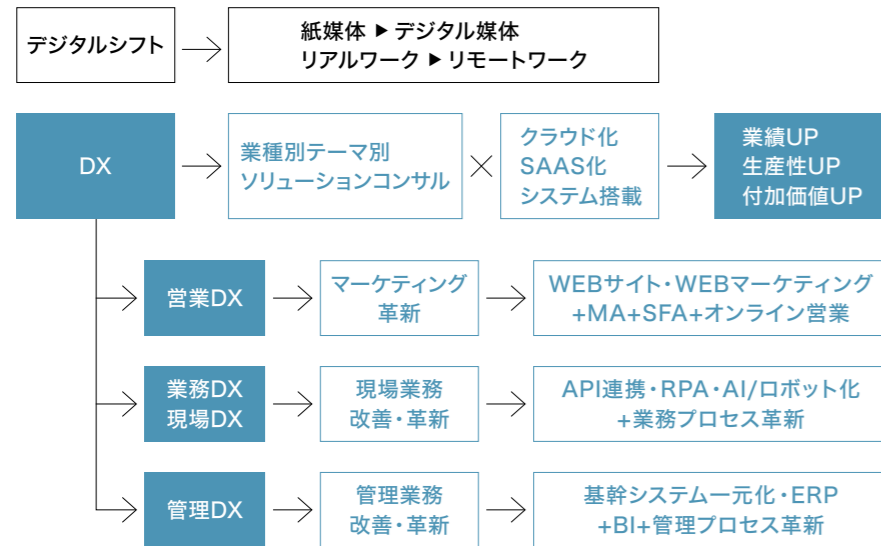 デジタルシフト
紙媒体 ▶ デジタル媒体
リアルワーク ▶ リモートワーク
DX
業種別テーマ別
ソリューションコンサル
×
クラウド化
SAAS化
システム搭載
業績UP
生産性UP
付加価値UP
営業DX
マーケティング
革新
WEBサイト・WEBマーケティング
+MA+SFA+オンライン営業
業務DX
現場DX
現場業務
改善・革新
API連携・RPA・AI/ロボット化
+業務プロセス革新
管理DX
管理業務
改善・革新
基幹システム一元化・ERP
+BI+管理プロセス革新